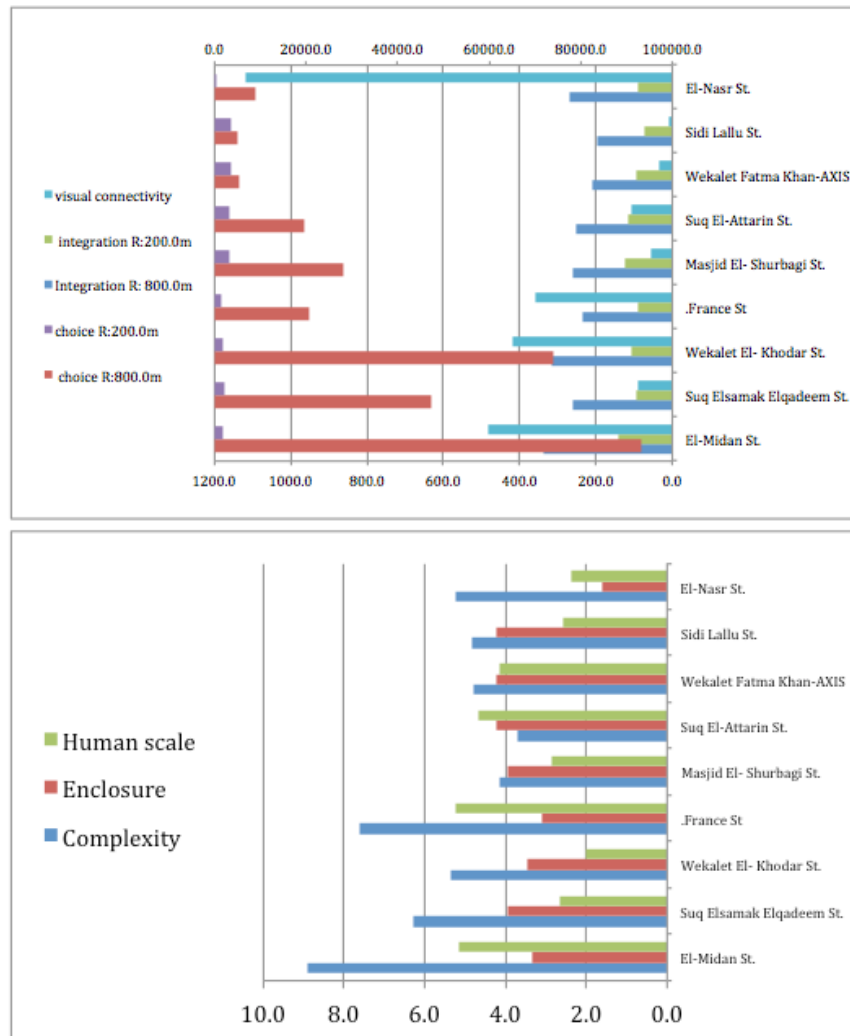 0.0 20000.0 40000.0 60000.0 80000.0 100000.0
El-Nasr St.
Sidi Lallu St.
Wekalet Fatma Khan-AXIS
Suq El-Attarin St.
Masjid El- Shurbagi St.
.France St
Wekalet El- Khodar St.
Suq Elsamak Elqadeem St.
El-Midan St.
visual connectivity
integration R:200.0m
Integration R: 800.0m
choice R:200.0m
choice R:800.0m
1200.0 1000.0 800.0 600.0 400.0 200.0 0.0
El-Nasr St.
Sidi Lallu St.
Wekalet Fatma Khan-AXIS
Suq El-Attarin St.
Masjid El- Shurbagi St.
.France St
Wekalet El- Khodar St.
Suq Elsamak Elqadeem St.
El-Midan St.
Human scale
Enclosure
Complexity
10.0 8.0 6.0 4.0 2.0 0.0